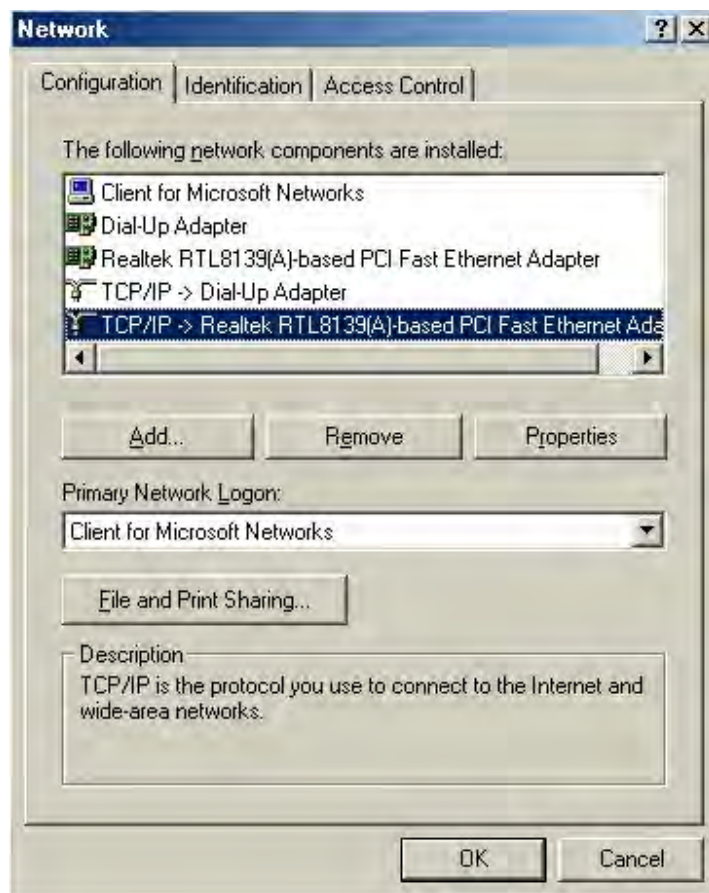 Network
Configuration Identification Access Control
The following network components are installed:
Client for Microsoft Networks
Dial-Up Adapter
Realtek RTL8139(A)-based PCI Fast Ethernet Adapter
TCP/IP -> Dial-Up Adapter
TCP/IP -> Realtek RTL8139(A)-based PCI Fast Ethernet Ada
Add... Remove Properties
Primary Network Logon:
Client for Microsoft Networks
File and Print Sharing...
Description
TCP/IP is the protocol you use to connect to the Internet and
wide-area networks.
OK Cancel